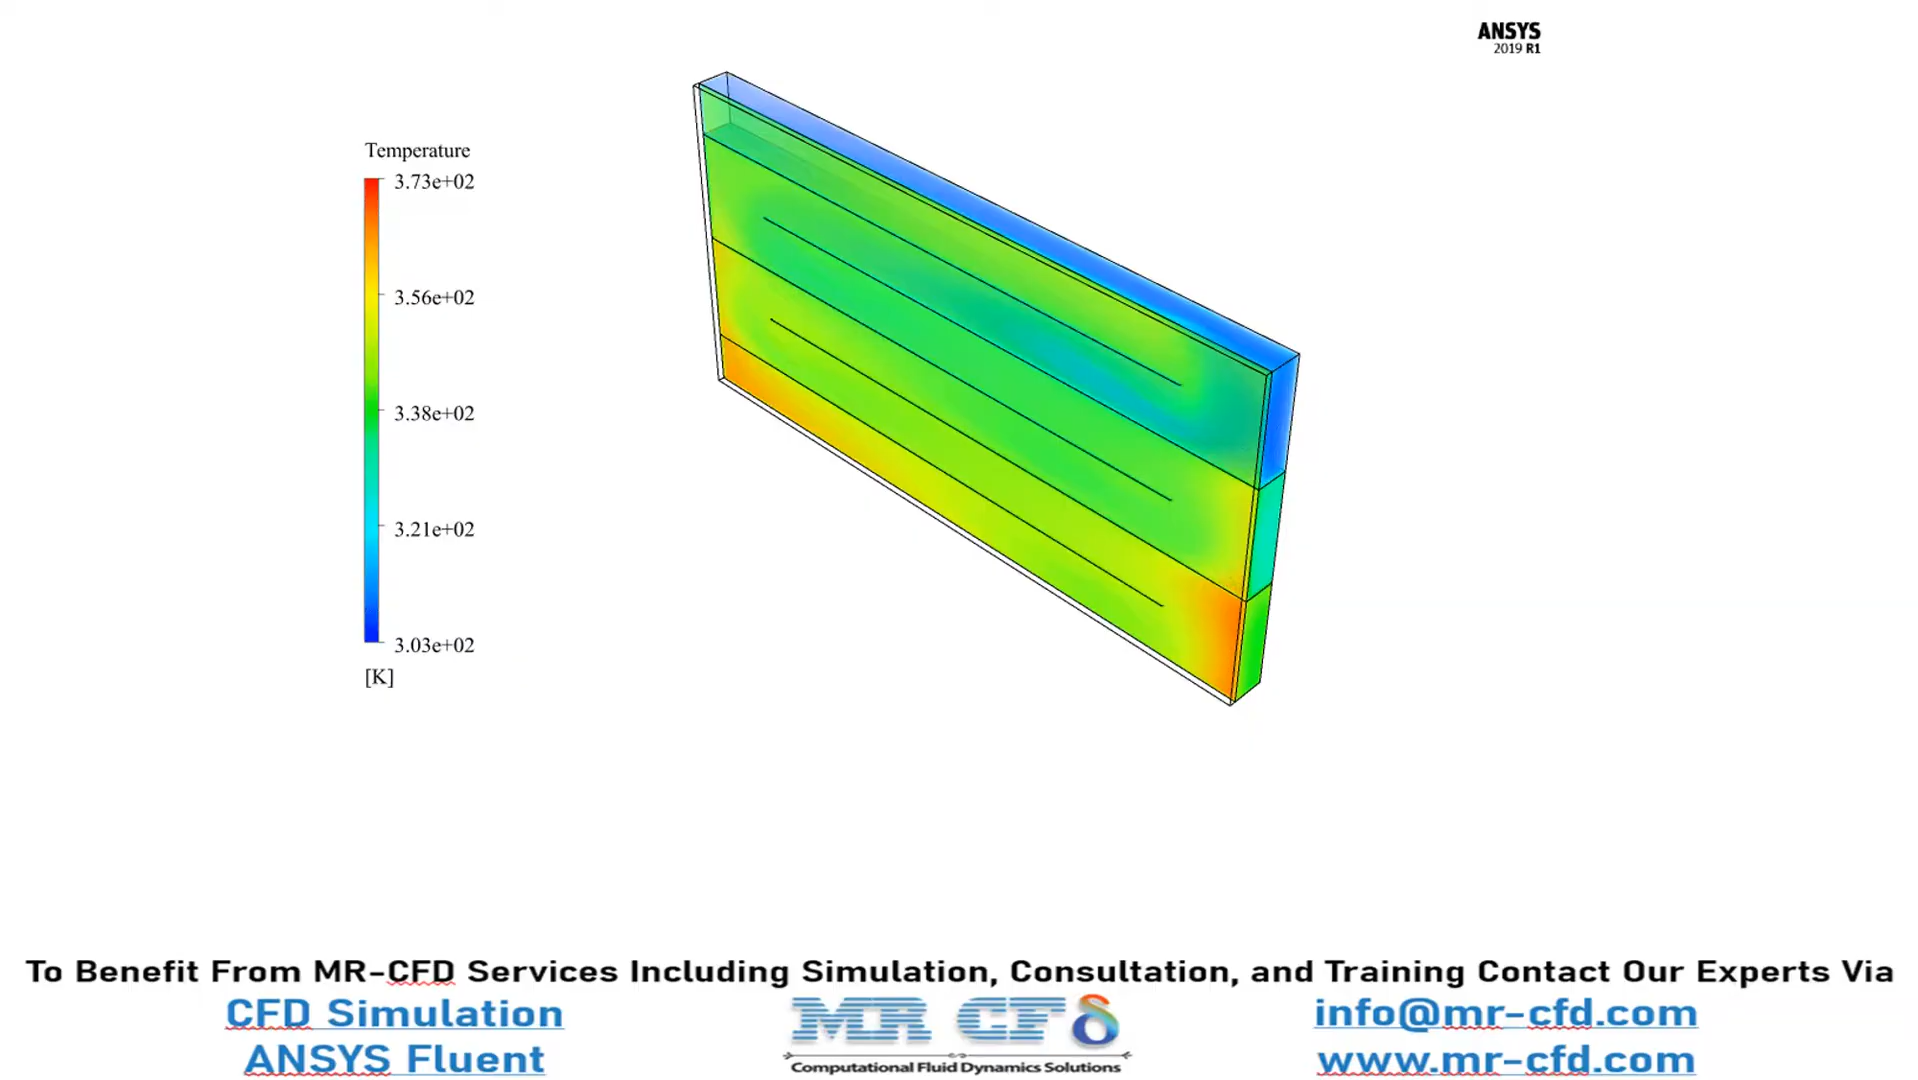 ANSYS
2019 R1
Temperature
3.73e+02
3.56e+02
3.38e+02
3.21e+02
3.03e+02
[K]
To Benefit From MR-CFD Services Including Simulation, Consultation, and Training Contact Our Experts Via
CFD Simulation
ANSYS Fluent
MR CFδ
Computational Fluid Dynamics Solutions
info@mr-cfd.com
www.mr-cfd.com